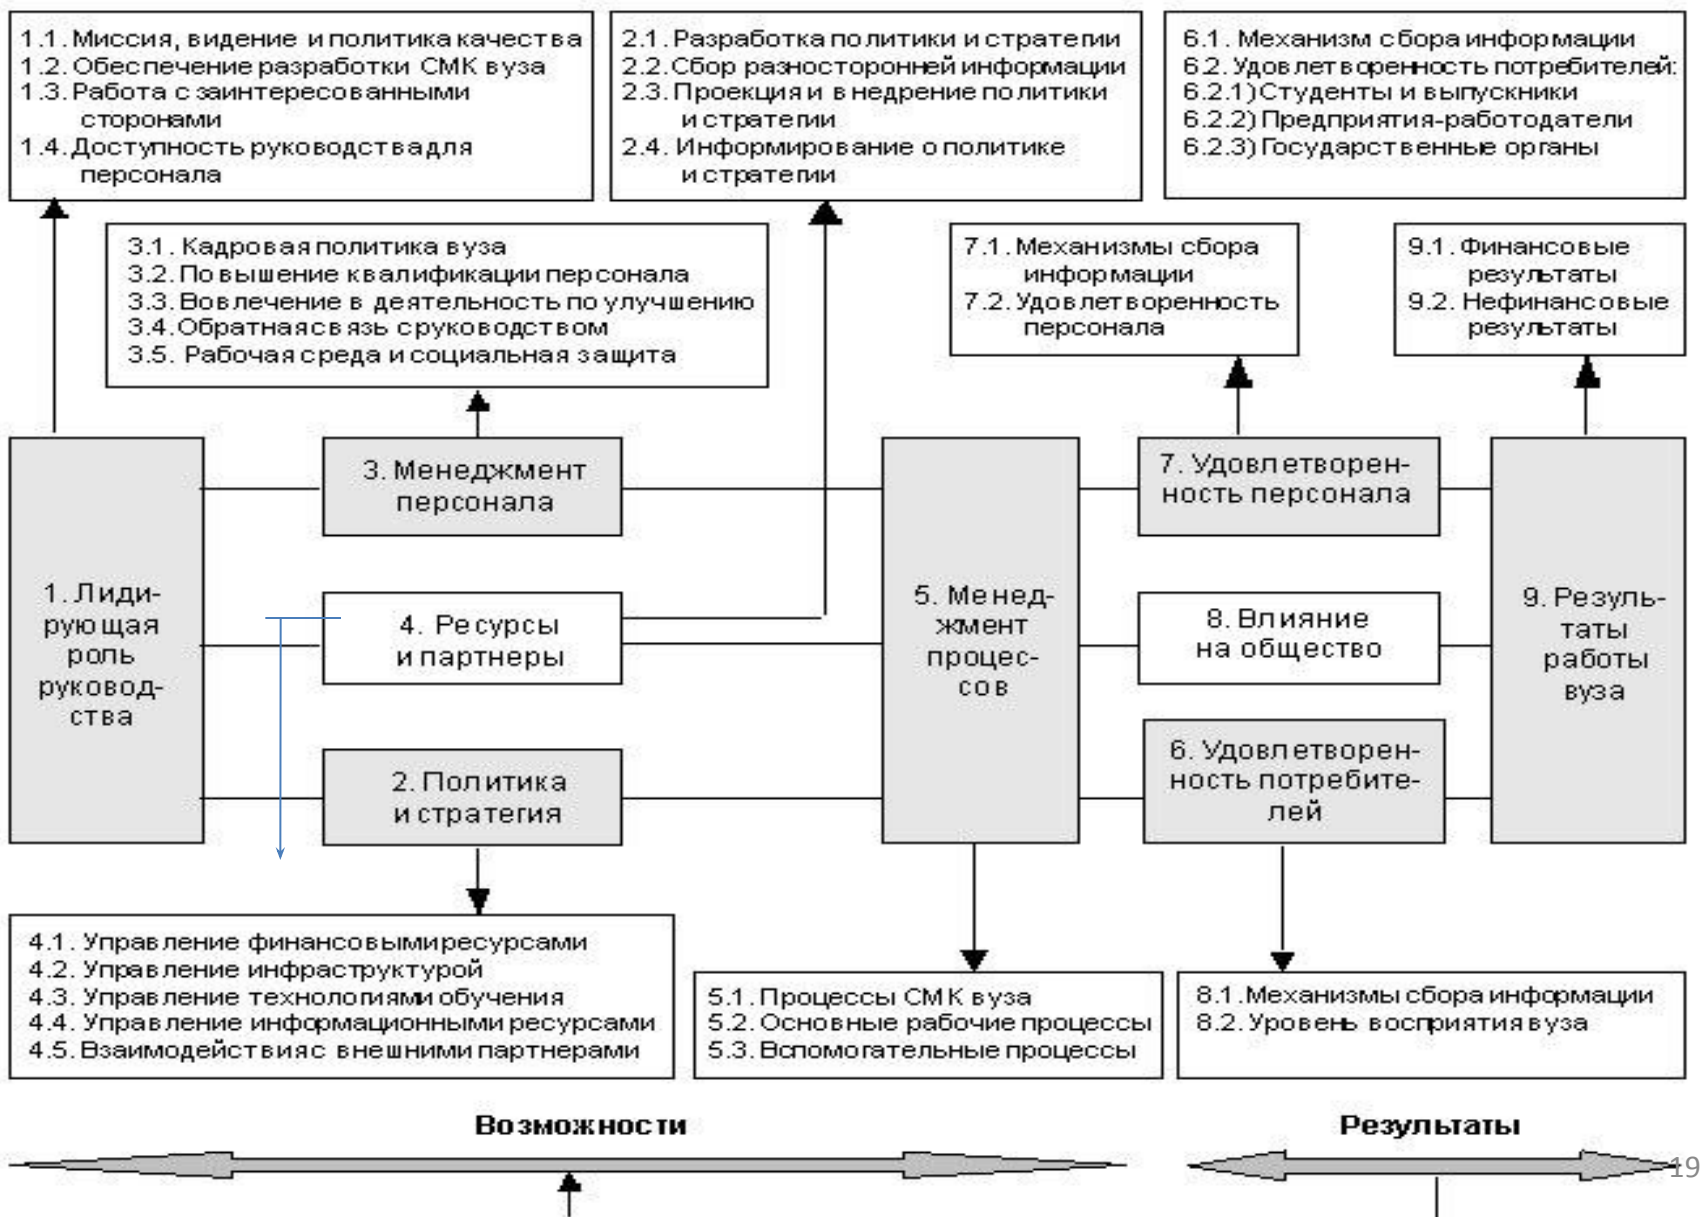 1.1. Миссия, видение и политика качества
1.2. Обеспечение разработки СМК вуза
1.3. Работа с заинтересованными
сторонами
1.4. Доступность руководства для
персонала
2.1. Разработка политики и стратегии
2.2. Сбор разносторонней информации
2.3. Проекция и внедрение политики
и стратегии
2.4. Информирование о политике
и стратегии
6.1. Механизм сбора информации
6.2. Удовлетворенность потребителей:
6.2.1) Студенты и выпускники
6.2.2) Предприятия-работодатели
6.2.3) Государственные органы
3.1. Кадровая политика вуза
3.2. Повышение квалификации персонала
3.3. Вовлечение в деятельность по улучшению
3.4. Обратная связь с руководством
3.5. Рабочая среда и социальная защита
7.1. Механизмы сбора
информации
7.2. Удовлетворенность
персонала
9.1. Финансовые
результаты
9.2. Нефинансовые
результаты
1. Лиди-
рующая
роль
руковод-
ства
3. Менеджмент
персонала
4. Ресурсы
и партнеры
2. Политика
и стратегия
5. Менед-
жмент
процес-
сов
7. Удовлетворен-
ность персонала
8. Влияние
на общество
6. Удовлетворен-
ность потребите-
лей
9. Резуль-
таты
работы
вуза
4.1. Управление финансовыми ресурсами
4.2. Управление инфраструктурой
4.3. Управление технологиями обучения
4.4. Управление информационными ресурсами
4.5. Взаимодействия с внешними партнерами
5.1. Процессы СМК вуза
5.2. Основные рабочие процессы
5.3. Вспомогательные процессы
8.1. Механизмы сбора информации
8.2. Уровень восприятия вуза
Возможности
Результаты
19